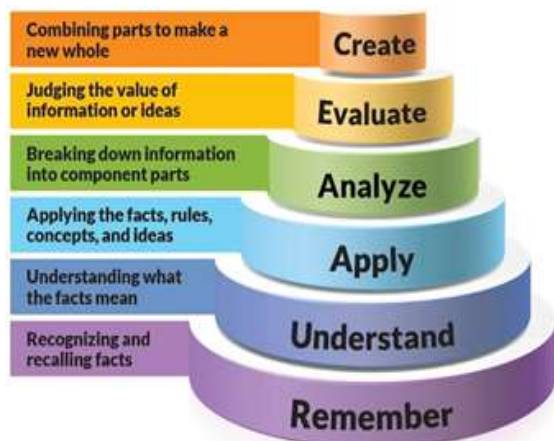 Combining parts to make a
new whole
Create
Judging the value of
information or ideas
Evaluate
Breaking down information
into component parts
Analyze
Applying the facts, rules,
concepts, and ideas
Apply
Understanding what
the facts mean
Understand
Recognizing and
recalling facts
Remember